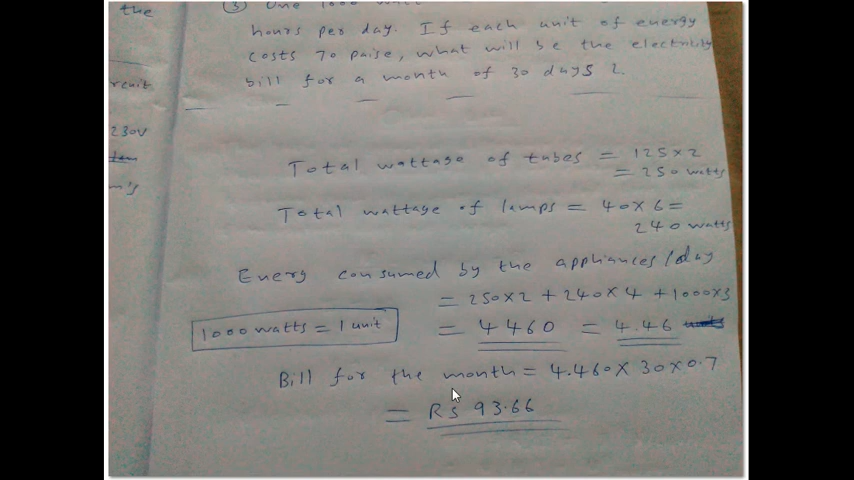 the
③ One 1000 watt
hours per day. If each unit of energy
costs 70 paise, what will be the electricity
bill for a month of 30 days ?
rcuit
230V
m's
Total wattage of tubes = 125 x 2
= 250 watts
Total wattage of lamps = 40 x 6 =
240 watts
Energ consumed by the appliances / day
= 250 x 2 + 240 x 4 + 1000 x 3
1000 watts = 1 unit
= 4460 = 4.46
Bill for the month = 4.460 x 30 x 0.7
= RS 93.66